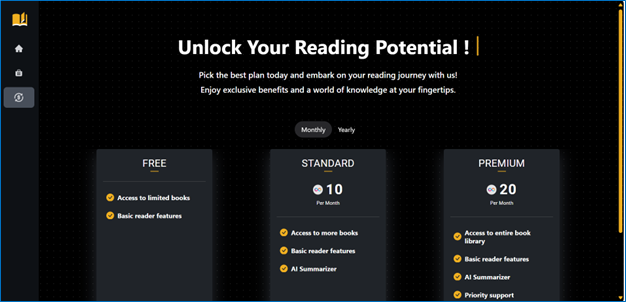 Unlock Your Reading Potential !
Pick the best plan today and embark on your reading journey with us!
Enjoy exclusive benefits and a world of knowledge at your fingertips.
Monthly Yearly
FREE
Access to limited books
Basic reader features
STANDARD
10
Per Month
Access to more books
Basic reader features
AI Summarizer
PREMIUM
20
Per Month
Access to entire book
library
Basic reader features
AI Summarizer
Priority support